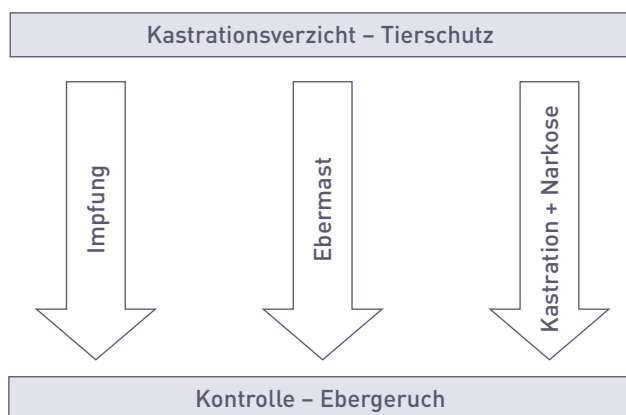 Kastrationsverzicht – Tierschutz
Impfung
Ebermast
Kastration + Narkose
Kontrolle – Ebergeruch